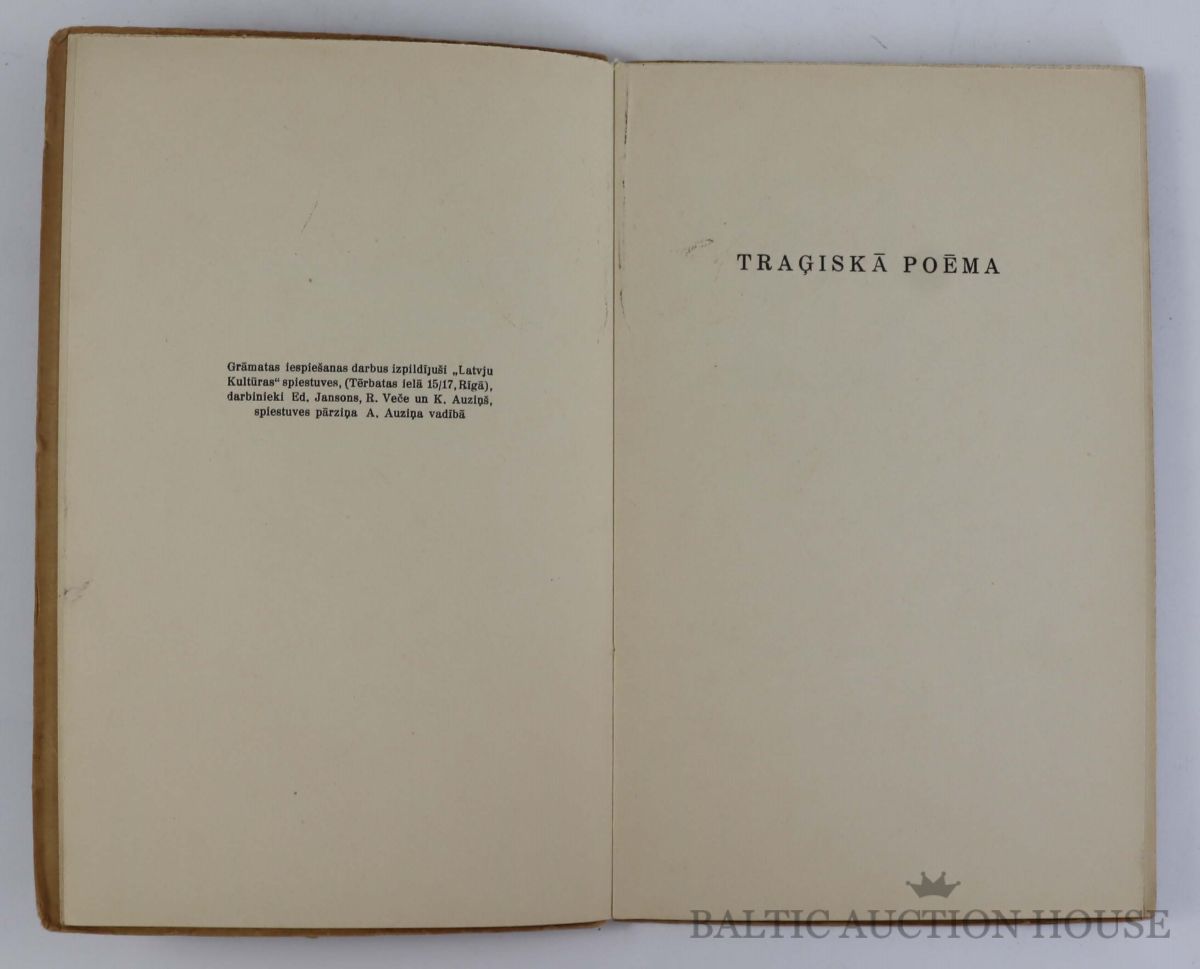 Grāmatas iespiešanas darbus izpildījuši „Latvju
Kultūras“ spiestuves, (Tērbatas ielā 15/17, Rīgā),
darbinieki Ed. Jansons, R. Veče un K. Auziņš,
spiestuves pārziņa A. Auziņa vadībā
TRAĢISKĀ POĒMA
BALTIC AUCTION HOUSE